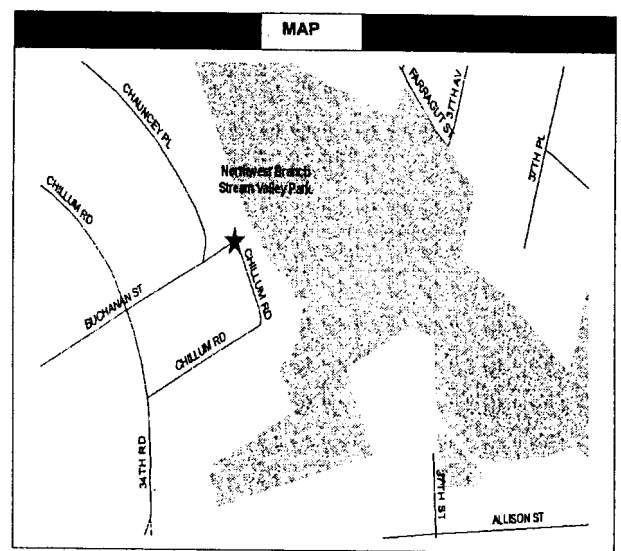 MAP
FARRAGUT ST
37TH AV
CHAUNCEY PL
37TH PL
Northwest Branch
Stream Valley Park
CHILLUM RD
CHILLUM RD
BUCHANAN ST
CHILLUM RD
34TH RD
37TH ST
ALLISON ST